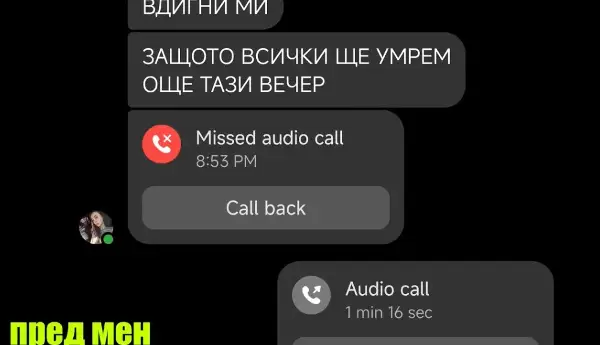 ВДИГНИ МИ
ЗАЩОТО ВСИЧКИ ЩЕ УМРЕМ
ОЩЕ ТАЗИ ВЕЧЕР
Missed audio call
8:53 PM
Call back
Audio call
1 min 16 sec
пред мен